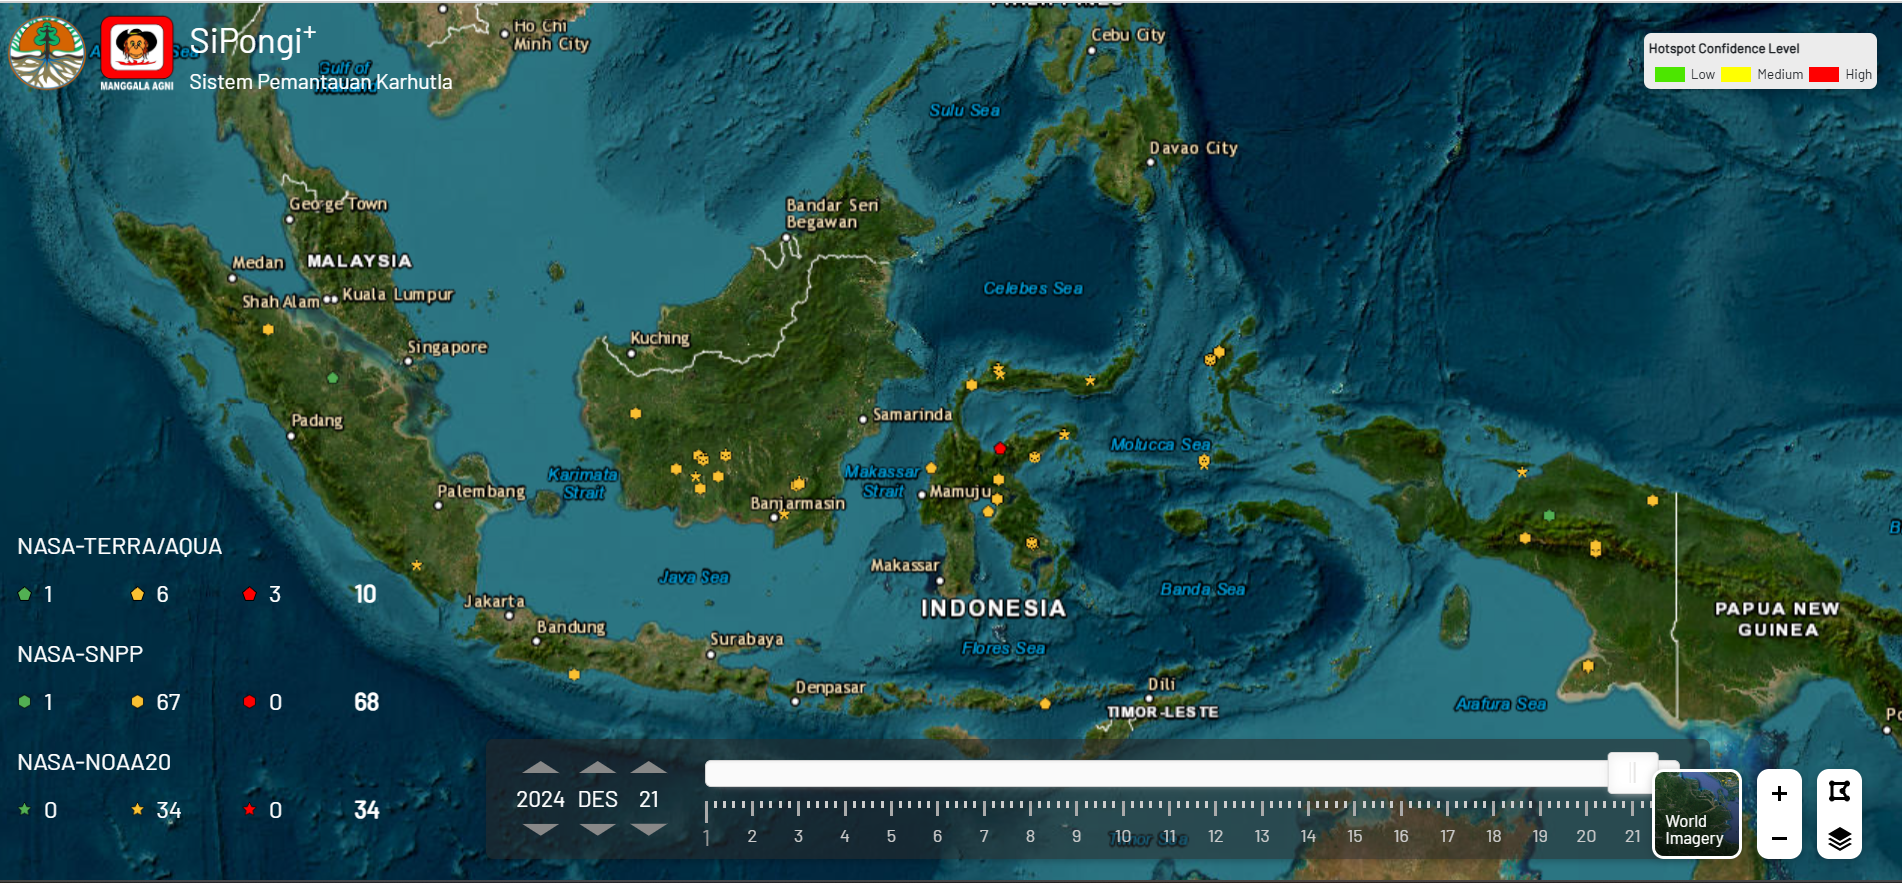 SiPongi+
Sistem Pemantauan Karhutla
MANGGALA AGNI
Hotspot Confidence Level
Low Medium High
Ho Chi
Minh City
Gulf of
Cebu City
Sulu Sea
Davao City
George Town
Bandar Seri
Begawan
Medan
MALAYSIA
Shah Alam
Kuala Lumpur
Celebes Sea
Singapore
Kuching
Padang
Samarinda
Molucca Sea
Karimata
Strait
Makassar
Strait
Palembang
Mamuju
Banjarmasin
NASA-TERRA/AQUA
1 6 3 10
Java Sea
Makassar
Banda Sea
Jakarta
INDONESIA
PAPUA NEW
GUINEA
Bandung
Surabaya
Flores Sea
NASA-SNPP
1 67 0 68
Denpasar
Dili
TIMOR-LESTE
Arafura Sea
NASA-NOAA20
0 34 0 34
2024 DES 21
1 2 3 4 5 6 7 8 9 10 11 12 13 14 15 16 17 18 19 20 21
Timor Sea
World
Imagery
+
−